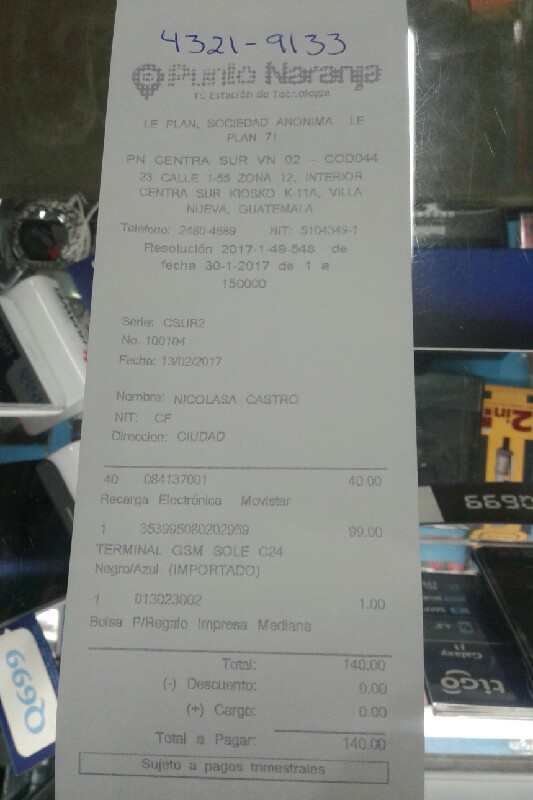 4321-9133
Punto Naranja
Tu Estación de Tecnología
LE PLAN, SOCIEDAD ANONIMA LE
PLAN 71
PN CENTRA SUR VN 02 - COD044
23 CALLE 1-55 ZONA 12, INTERIOR
CENTRA SUR KIOSKO K-11A, VILLA
NUEVA, GUATEMALA
Teléfono: 2480-4689 NIT: 5104349-1
Resolución 2017-1-49-548 de
fecha 30-1-2017 de 1 a
150000
Serie: CSUR2
No. 100104
Fecha: 13/02/2017
Nombre: NICOLASA CASTRO
NIT: CF
Direccion: CIUDAD
40 084137001 40.00
Recarga Electrónica Movistar
1 353995080202959 99.00
TERMINAL GSM SOLE C24
Negro/Azul (IMPORTADO)
1 013023002 1.00
Bolsa P/Regalo Impresa Mediana
Total: 140.00
(-) Descuento: 0.00
(+) Cargo: 0.00
Total a Pagar: 140.00
Sujeto a pagos trimestrales
2in1
Q999
Galaxy J1
tigo
Q999